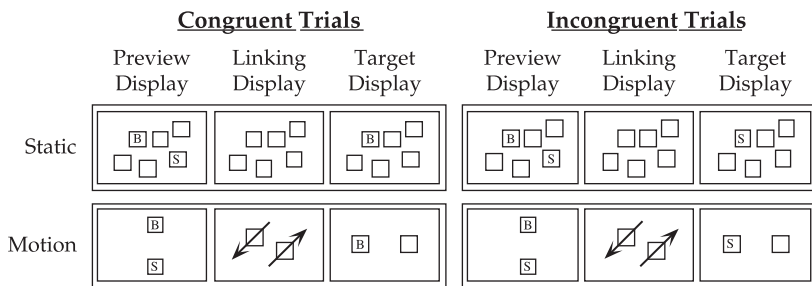 Congruent Trials Incongruent Trials
Preview Display Linking Display Target Display Preview Display Linking Display Target Display
Static B S B B S S
Motion B S B B S S